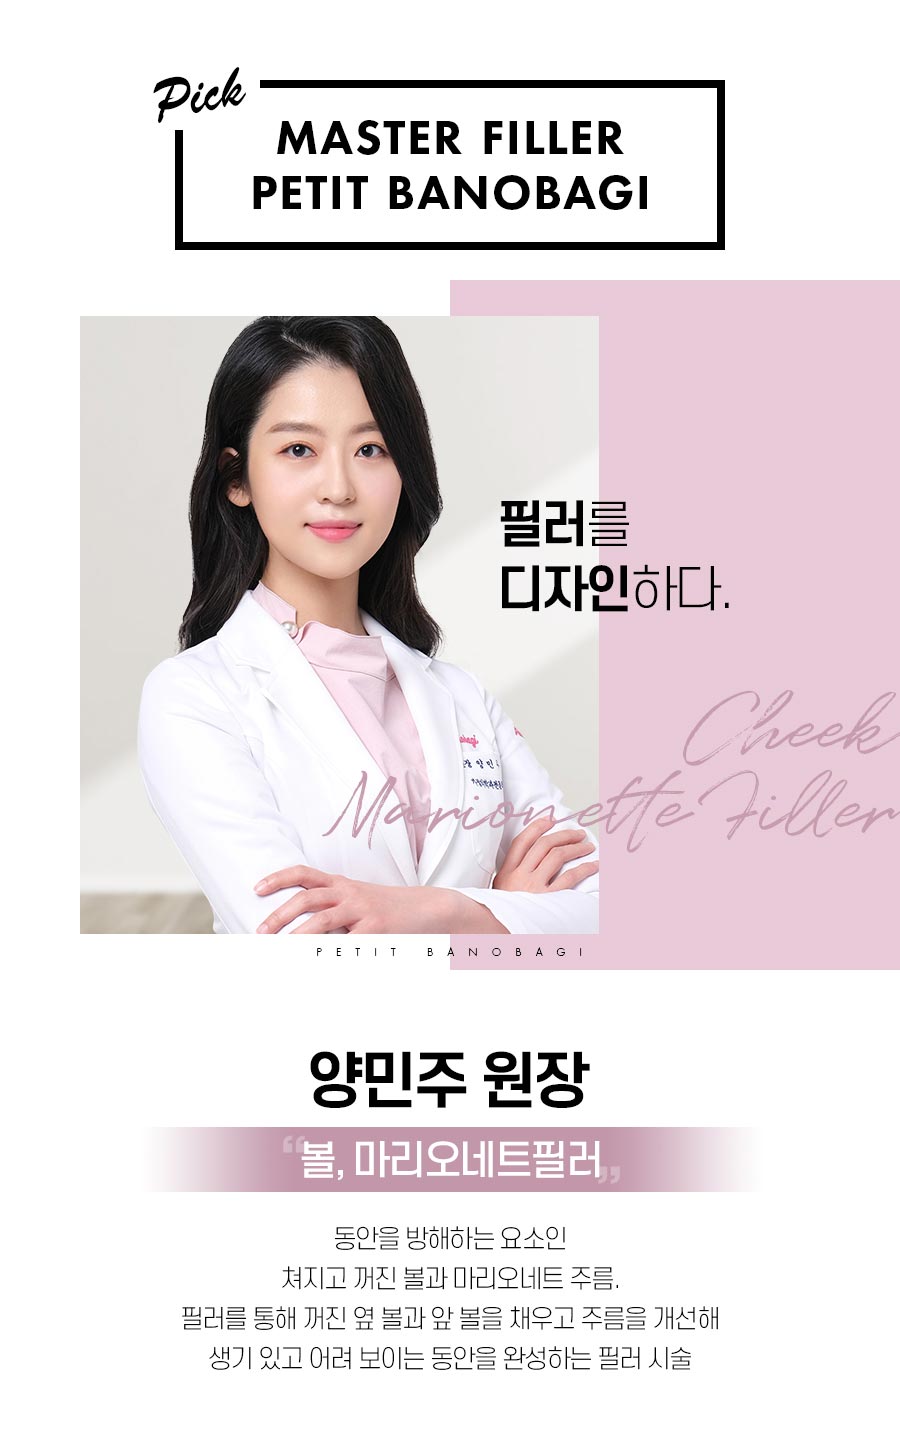 Pick
MASTER FILLER
PETIT BANOBAGI
필러를
디자인하다.
Cheek
Marionette Filler
PETIT BANOBAGI
양민주 원장
“볼, 마리오네트필러”
동안을 방해하는 요소인
쳐지고 꺼진 볼과 마리오네트 주름.
필러를 통해 꺼진 옆 볼과 앞 볼을 채우고 주름을 개선해
생기 있고 어려 보이는 동안을 완성하는 필러 시술